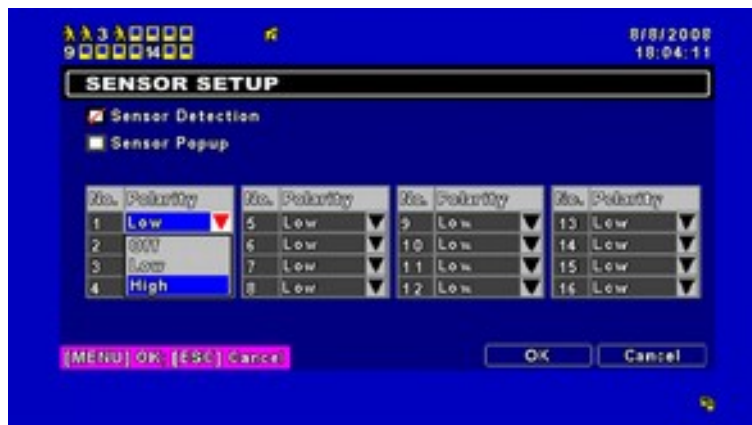 3
8/8/2008
9 14
18:04:11
SENSOR SETUP
Sensor Detection
Sensor Popup
No. Polarity No. Polarity No. Polarity No. Polarity
1 Low 5 Low 9 Low 13 Low
2 Off 6 Low 10 Low 14 Low
3 Low 7 Low 11 Low 15 Low
4 High 8 Low 12 Low 16 Low
[MENU] OK [ESC] Cancel OK Cancel